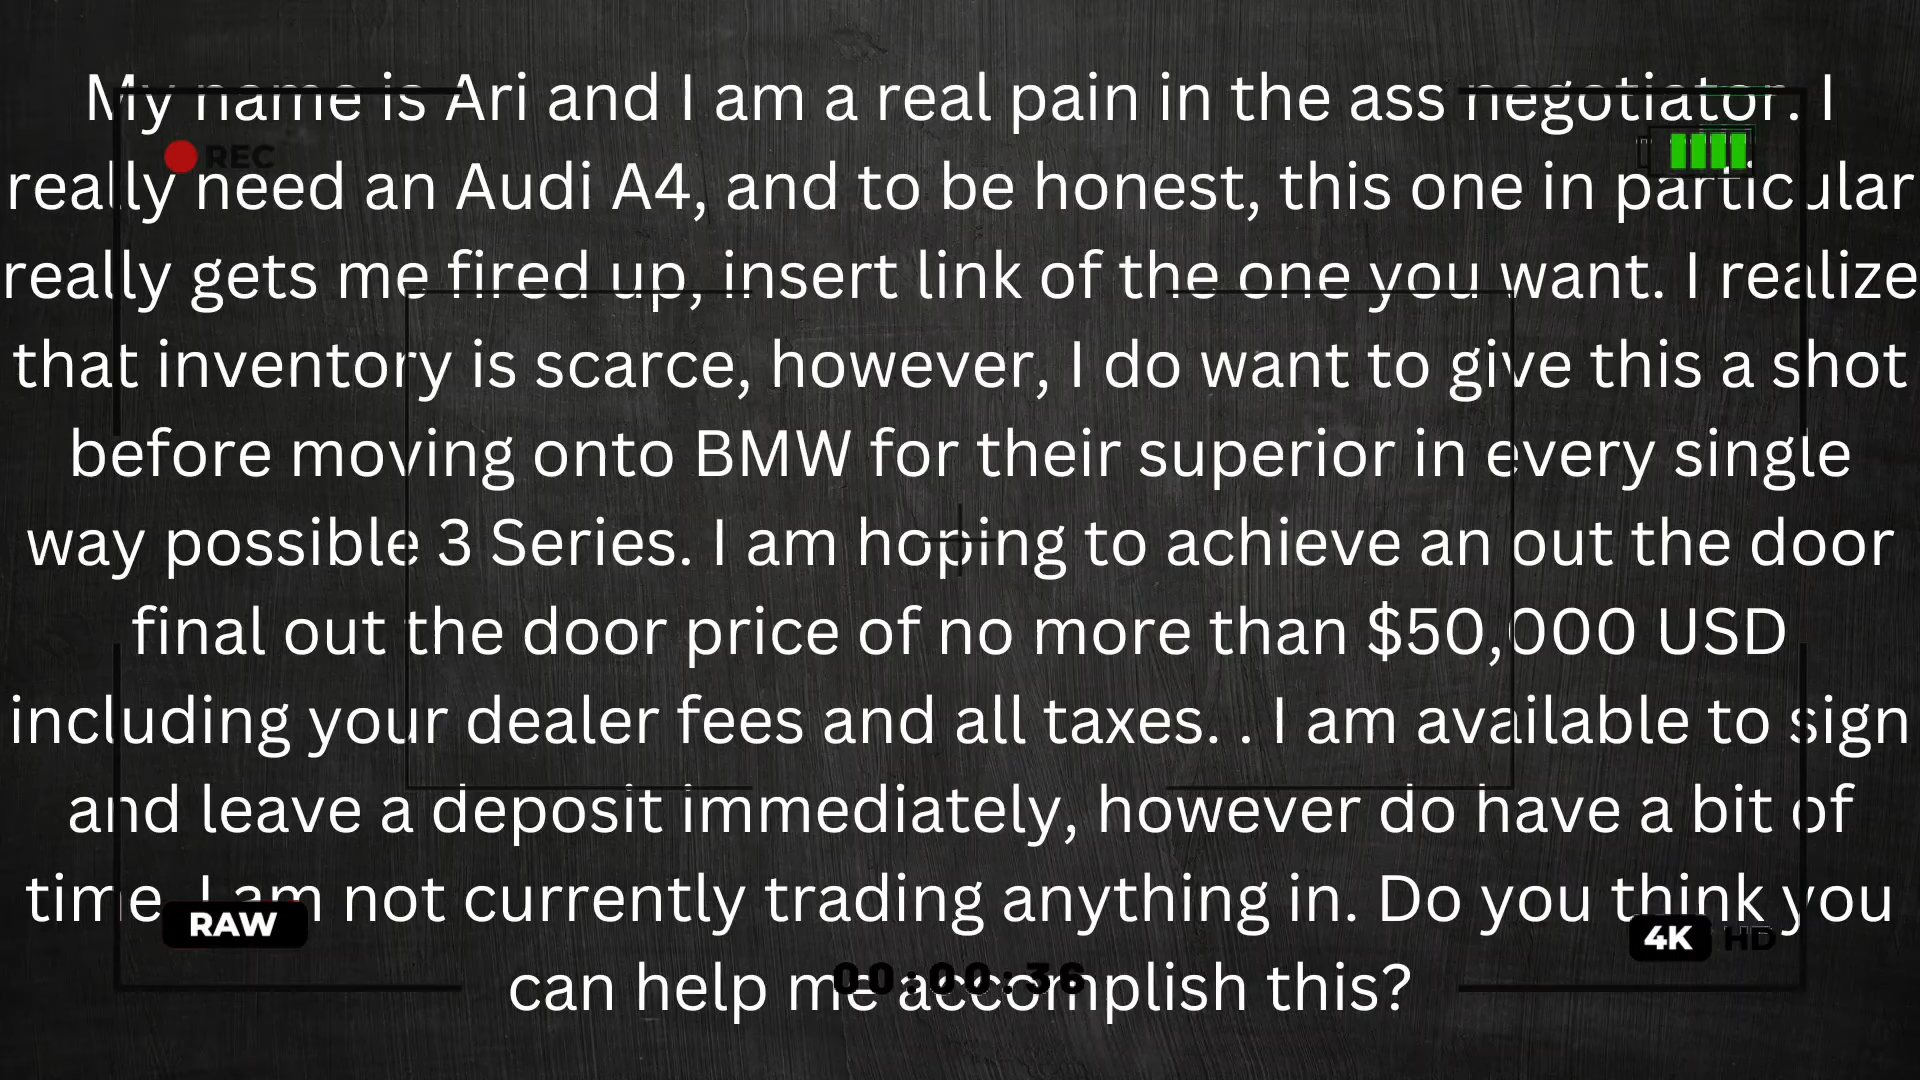 My name is Ari and I am a real pain in the ass negotiator. I
REC
really need an Audi A4, and to be honest, this one in particular
really gets me fired up, insert link of the one you want. I realize
that inventory is scarce, however, I do want to give this a shot
before moving onto BMW for their superior in every single
way possible 3 Series. I am hoping to achieve an out the door
final out the door price of no more than $50,000 USD
including your dealer fees and all taxes. . I am available to sign
and leave a deposit immediately, however do have a bit of
time. I am not currently trading anything in. Do you think you
RAW
4K HD
can help me accomplish this?
00:00:36